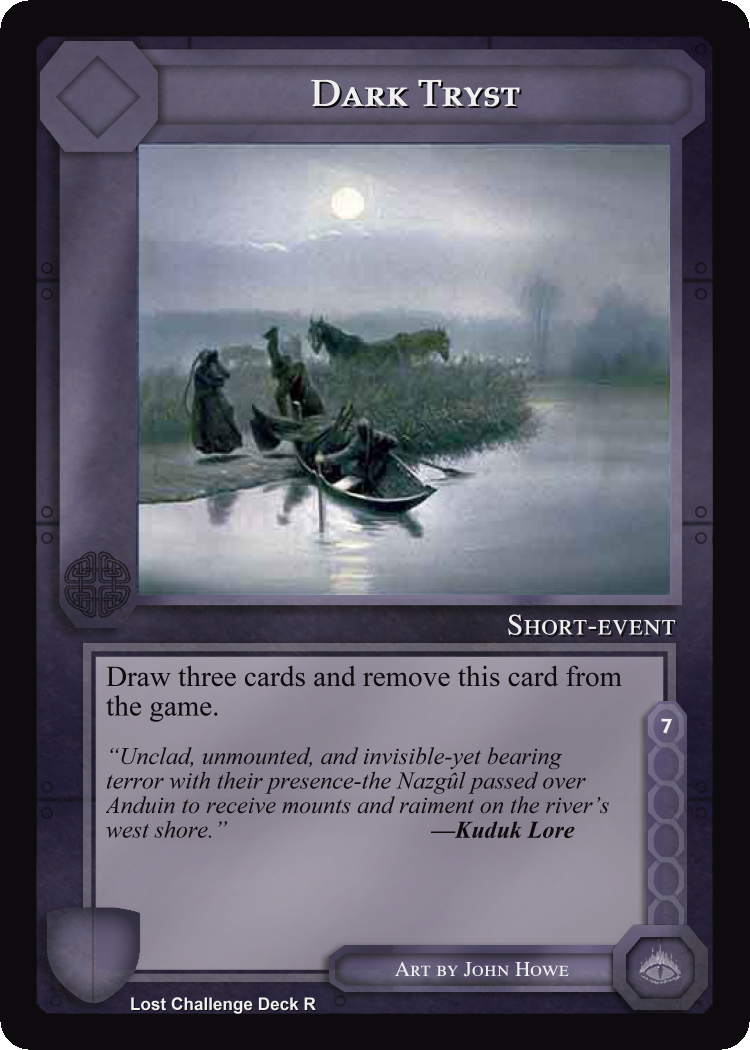 Dark Tryst
Short-event
Draw three cards and remove this card from
the game.
7
“Unclad, unmounted, and invisible-yet bearing
terror with their presence-the Nazgûl passed over
Anduin to receive mounts and raiment on the river’s
west shore.” —Kuduk Lore
Art by John Howe
Lost Challenge Deck R